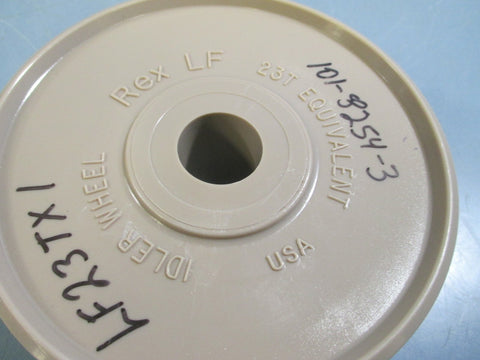 Rex LF
23T EQUIVALENT
IDLER WHEEL
USA
101-8254-3
LF23TX1